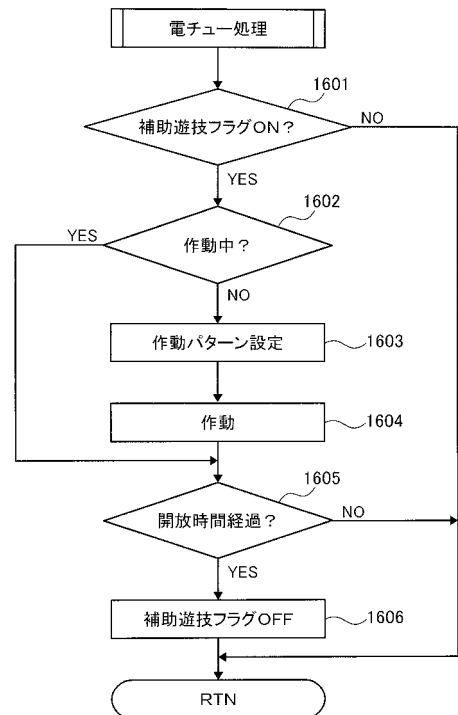 電チュー処理
1601
補助遊技フラグON？
NO
YES
1602
YES
作動中？
NO
作動パターン設定
1603
作動
1604
1605
開放時間経過？
NO
YES
補助遊技フラグOFF
1606
RTN